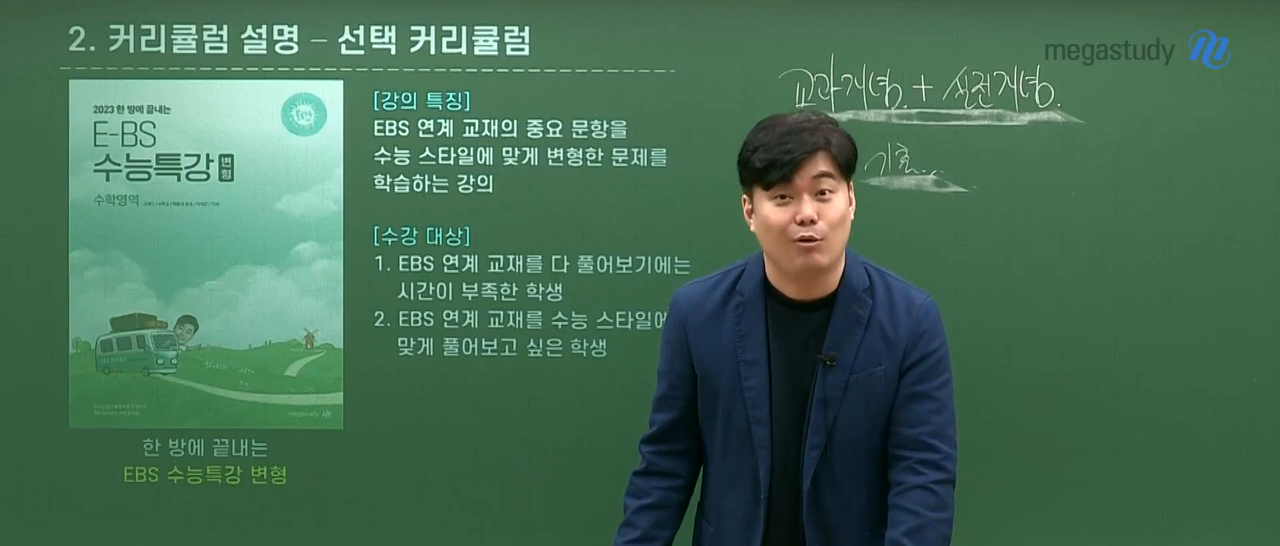 2. 커리큘럼 설명 – 선택 커리큘럼
megastudy
교과개념. + 실전개념.
기출...
2023 한 방에 끝내는
E-BS
수능특강 변형
수학영역
megastudy
한 방에 끝내는
EBS 수능특강 변형
[강의 특징]
EBS 연계 교재의 중요 문항을
수능 스타일에 맞게 변형한 문제를
학습하는 강의
[수강 대상]
1. EBS 연계 교재를 다 풀어보기에는
시간이 부족한 학생
2. EBS 연계 교재를 수능 스타일에
맞게 풀어보고 싶은 학생